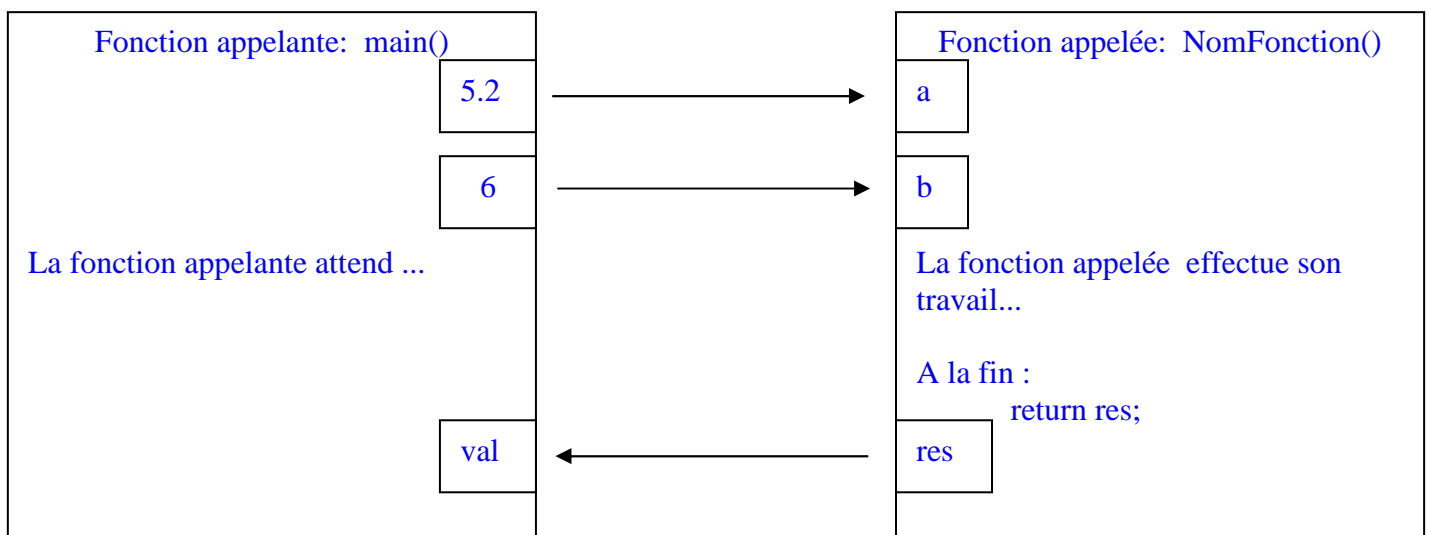 Fonction appelante: main()
5.2
6
La fonction appelante attend ...
val
Fonction appelée: NomFonction()
a
b
La fonction appelée effectue son
travail...
A la fin :
return res;
res